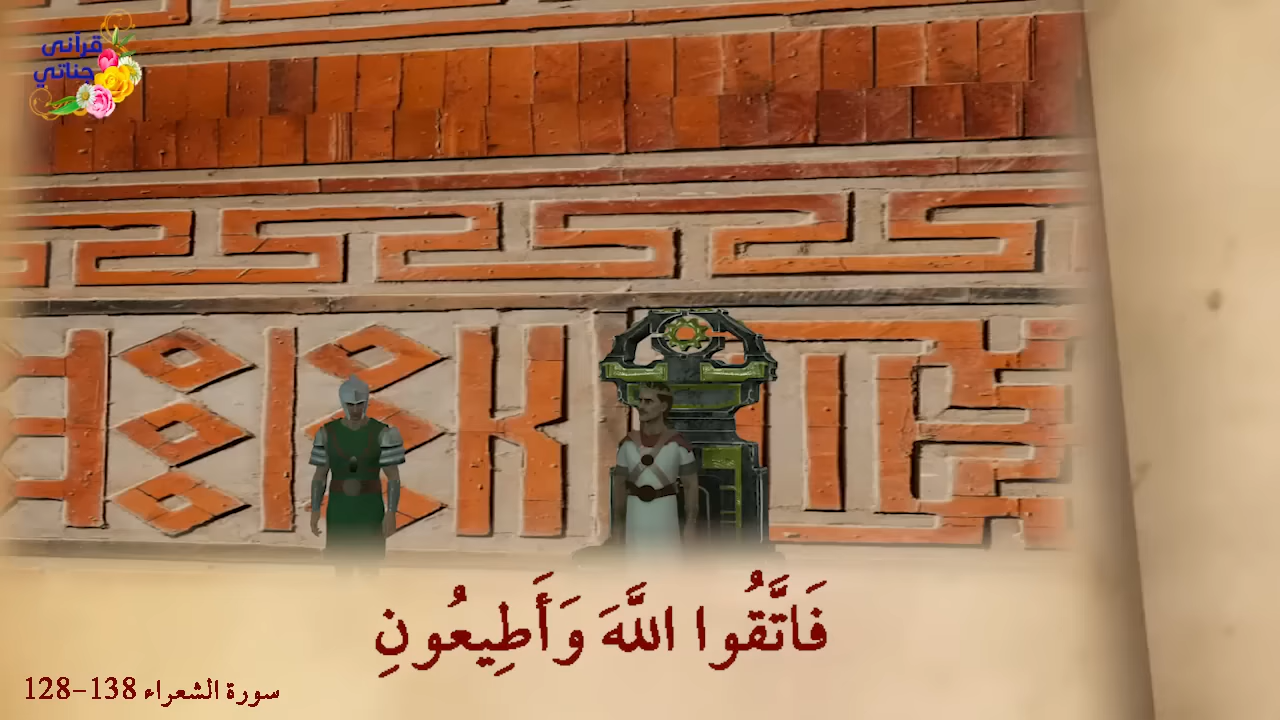 قرآني
جناتي
فَاتَّقُوا اللَّهَ وَأَطِيعُونِ
سورة الشعراء 138-128